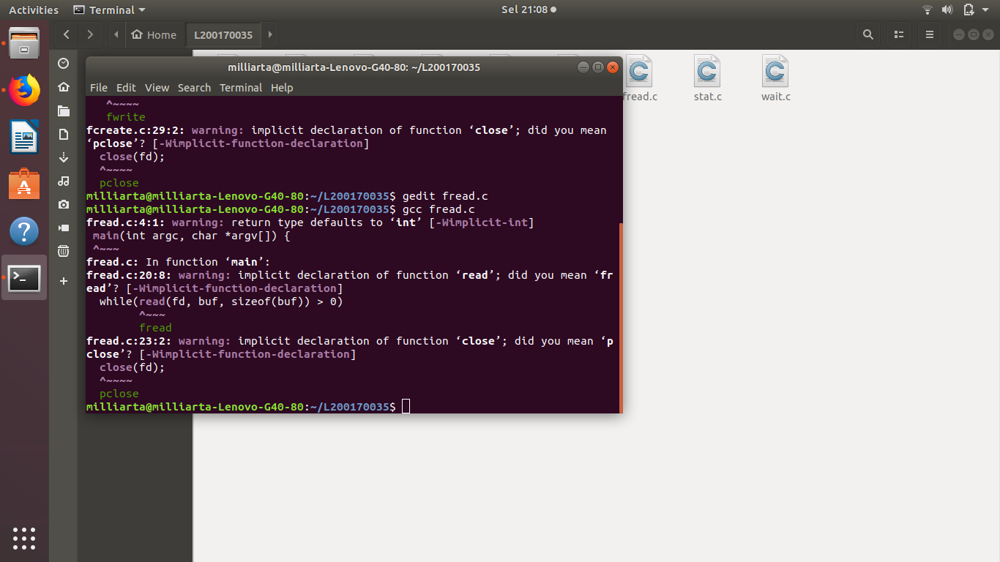 Activities
Terminal
Sel 21:08
Home
L200170035
fread.c
stat.c
wait.c
milliarta@milliarta-Lenovo-G40-80: ~/L200170035
File Edit View Search Terminal Help
^~~~~
fwrite
fcreate.c:29:2: warning: implicit declaration of function ‘close’; did you mean
‘pclose’? [-Wimplicit-function-declaration]
close(fd);
^~~~~
pclose
milliarta@milliarta-Lenovo-G40-80:~/L200170035$ gedit fread.c
milliarta@milliarta-Lenovo-G40-80:~/L200170035$ gcc fread.c
fread.c:4:1: warning: return type defaults to ‘int’ [-Wimplicit-int]
main(int argc, char *argv[]) {
^~~~
fread.c: In function ‘main’:
fread.c:20:8: warning: implicit declaration of function ‘read’; did you mean ‘fr
ead’? [-Wimplicit-function-declaration]
while(read(fd, buf, sizeof(buf)) > 0)
^~~~
fread
fread.c:23:2: warning: implicit declaration of function ‘close’; did you mean ‘p
close’? [-Wimplicit-function-declaration]
close(fd);
^~~~~
pclose
milliarta@milliarta-Lenovo-G40-80:~/L200170035$